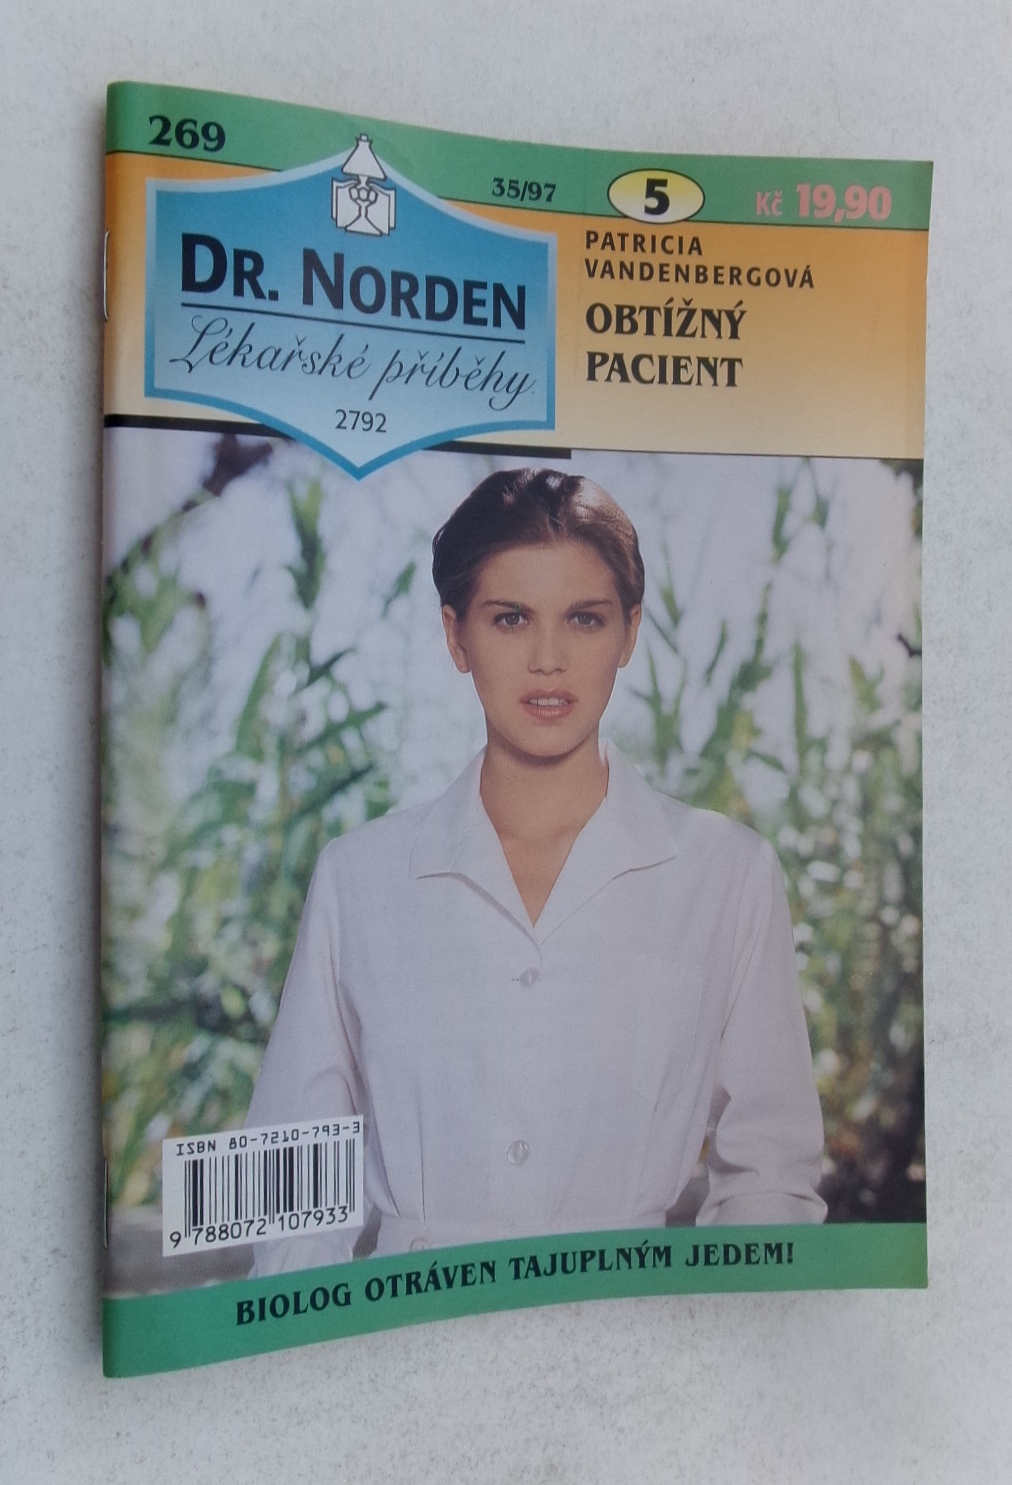 269
35/97
5
Kč 19,90
DR. NORDEN
Lékařské příběhy
2792
PATRICIA
VANDENBERGOVÁ
OBTÍŽNÝ
PACIENT
ISBN 80-7210-793-3
9 788072 107933
BIOLOG OTRÁVEN TAJUPLNÝM JEDEM!